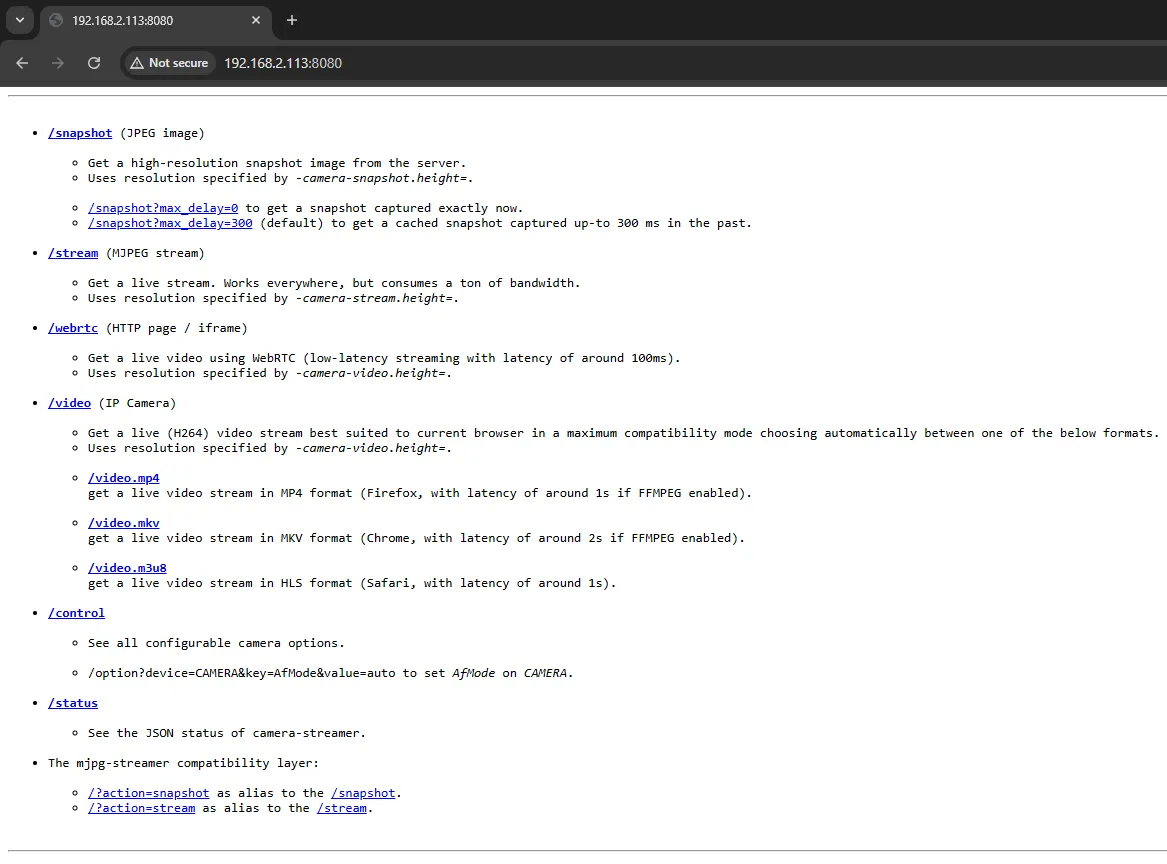 192.168.2.113:8080
Not secure 192.168.2.113:8080
/snapshot (JPEG image)
Get a high-resolution snapshot image from the server.
Uses resolution specified by -camera-snapshot.height=.
/snapshot?max_delay=0 to get a snapshot captured exactly now.
/snapshot?max_delay=300 (default) to get a cached snapshot captured up-to 300 ms in the past.
/stream (MJPEG stream)
Get a live stream. Works everywhere, but consumes a ton of bandwidth.
Uses resolution specified by -camera-stream.height=.
/webrtc (HTTP page / iframe)
Get a live video using WebRTC (low-latency streaming with latency of around 100ms).
Uses resolution specified by -camera-video.height=.
/video (IP Camera)
Get a live (H264) video stream best suited to current browser in a maximum compatibility mode choosing automatically between one of the below formats.
Uses resolution specified by -camera-video.height=.
/video.mp4
get a live video stream in MP4 format (Firefox, with latency of around 1s if FFMPEG enabled).
/video.mkv
get a live video stream in MKV format (Chrome, with latency of around 2s if FFMPEG enabled).
/video.m3u8
get a live video stream in HLS format (Safari, with latency of around 1s).
/control
See all configurable camera options.
/option?device=CAMERA&key=AfMode&value=auto to set AfMode on CAMERA.
/status
See the JSON status of camera-streamer.
The mjpg-streamer compatibility layer:
/?action=snapshot as alias to the /snapshot.
/?action=stream as alias to the /stream.